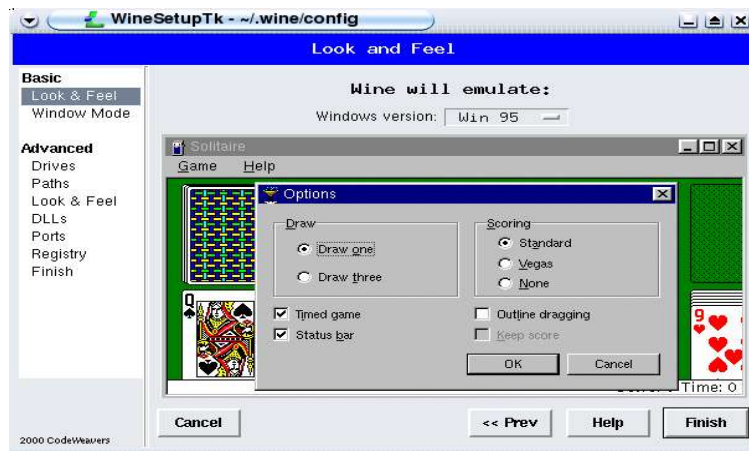 WineSetupTk - ~/.wine/config
Look and Feel
Basic
Look & Feel
Window Mode
Advanced
Drives
Paths
Look & Feel
DLLs
Ports
Registry
Finish
2000 CodeWeavers
Wine will emulate:
Windows version: Win 95
Solitaire
Game Help
Options
Draw
Draw one
Draw three
Scoring
Standard
Vegas
None
Timed game
Status bar
Outline dragging
Keep score
OK Cancel
Q
9
Time: 0
Cancel << Prev Help Finish